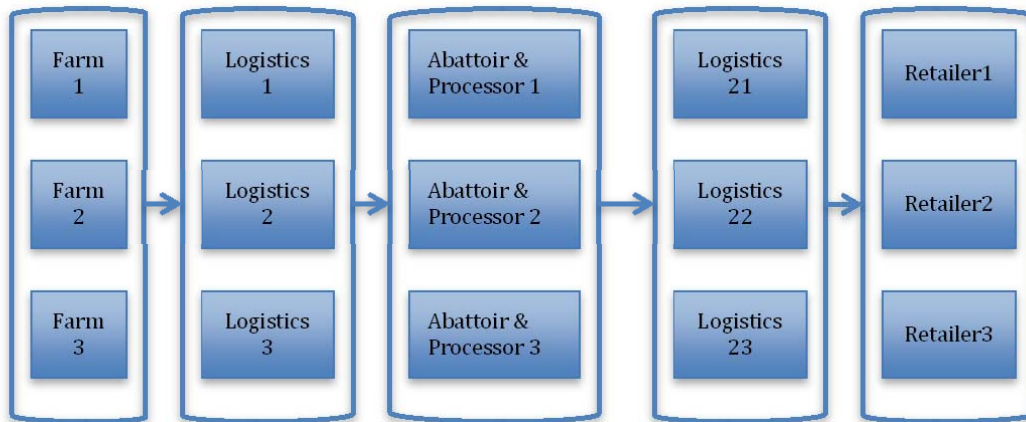 Farm
1
Logistics
1
Abattoir &
Processor 1
Logistics
21
Retailer1
Farm
2
Logistics
2
Abattoir &
Processor 2
Logistics
22
Retailer2
Farm
3
Logistics
3
Abattoir &
Processor 3
Logistics
23
Retailer3